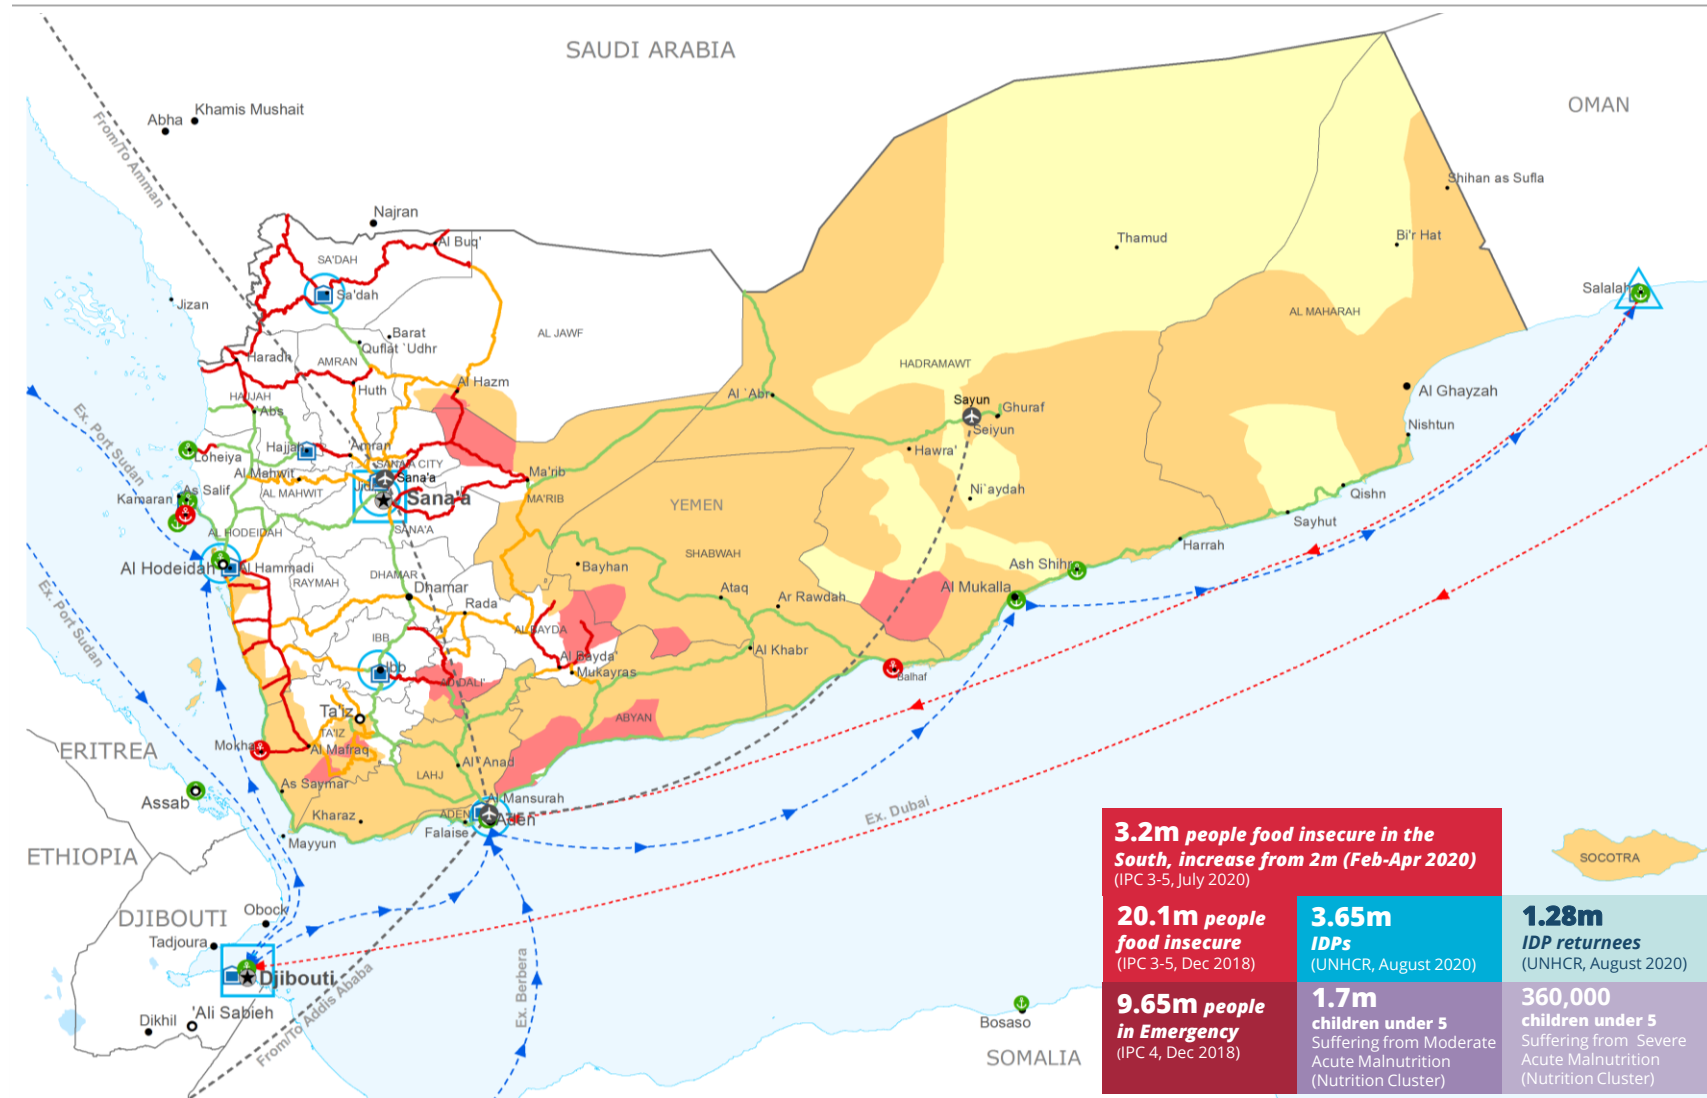 SAUDI ARABIA
OMAN
Khamis Mushait
Abha
From/To Amman
Najran
Shihan as Sufla
Al Buq'
Thamud
Bi'r Hat
SA'DAH
Sa'dah
Salalah
Jizan
AL MAHARAH
Barat
AL JAWF
Quflat `Udhr
Haradh
AMRAN
HADRAMAWT
Al Hazm
Huth
Al `Abr
Al Ghayzah
HAJJAH
Abs
Sayun
Ghuraf
Seiyun
Nishtun
Ex. Port Sudan
Loheiya
Hajjah
'Amran
Hawra'
SANA'A CITY
Al Mahwit
Sana'a
Ma'rib
As Salif
AL MAHWIT
Kamaran
Sana'a
MA'RIB
YEMEN
Ni`aydah
Qishn
Sayhut
AL HODEIDAH
SANA'A
Harrah
SHABWAH
Al Hodeidah
Al Hammadi
Bayhan
Ash Shihr
RAYMAH
DHAMAR
Dhamar
Ataq
Ar Rawdah
Al Mukalla
Ex. Port Sudan
Rada'
IBB
AL BAYDA
Al Khabr
Ibb
Al Bayda'
Mukayras
Balhaf
AD DALI'
Ta'iz
TA'IZ
ABYAN
ERITREA
Mokha
Al Mafraq
Al 'Anad
LAHJ
As Saymar
Assab
Al Mansurah
Kharaz
ADEN
Aden
Falaise
Ex. Dubai
Mayyun
ETHIOPIA
SOCOTRA
DJIBOUTI
Obock
Tadjoura
Djibouti
From/To Addis Ababa
Ex. Berbera
'Ali Sabieh
Dikhil
Bosaso
SOMALIA
3.2m people food insecure in the
South, increase from 2m (Feb-Apr 2020)
(IPC 3-5, July 2020)
20.1m people
food insecure
(IPC 3-5, Dec 2018)
3.65m
IDPs
(UNHCR, August 2020)
1.28m
IDP returnees
(UNHCR, August 2020)
9.65m people
in Emergency
(IPC 4, Dec 2018)
1.7m
children under 5
Suffering from Moderate
Acute Malnutrition
(Nutrition Cluster)
360,000
children under 5
Suffering from Severe
Acute Malnutrition
(Nutrition Cluster)